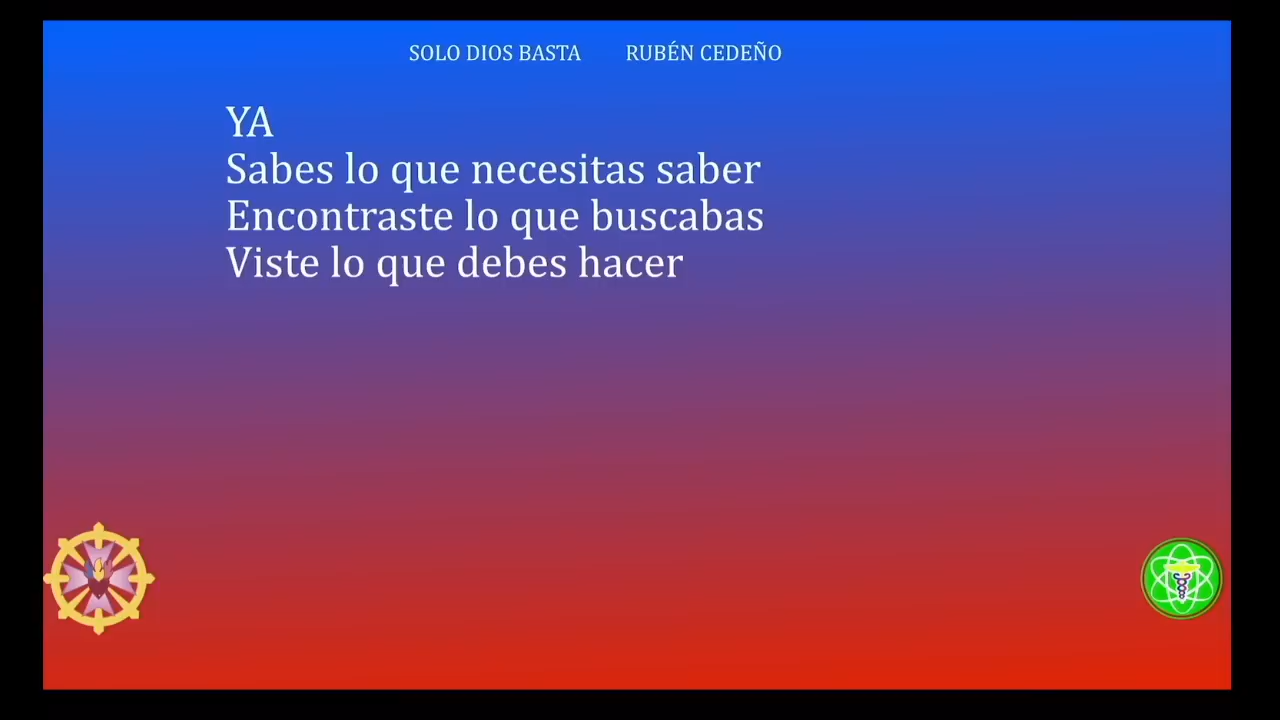 SOLO DIOS BASTA RUBÉN CEDEÑO
YA
Sabes lo que necesitas saber
Encontraste lo que buscabas
Viste lo que debes hacer